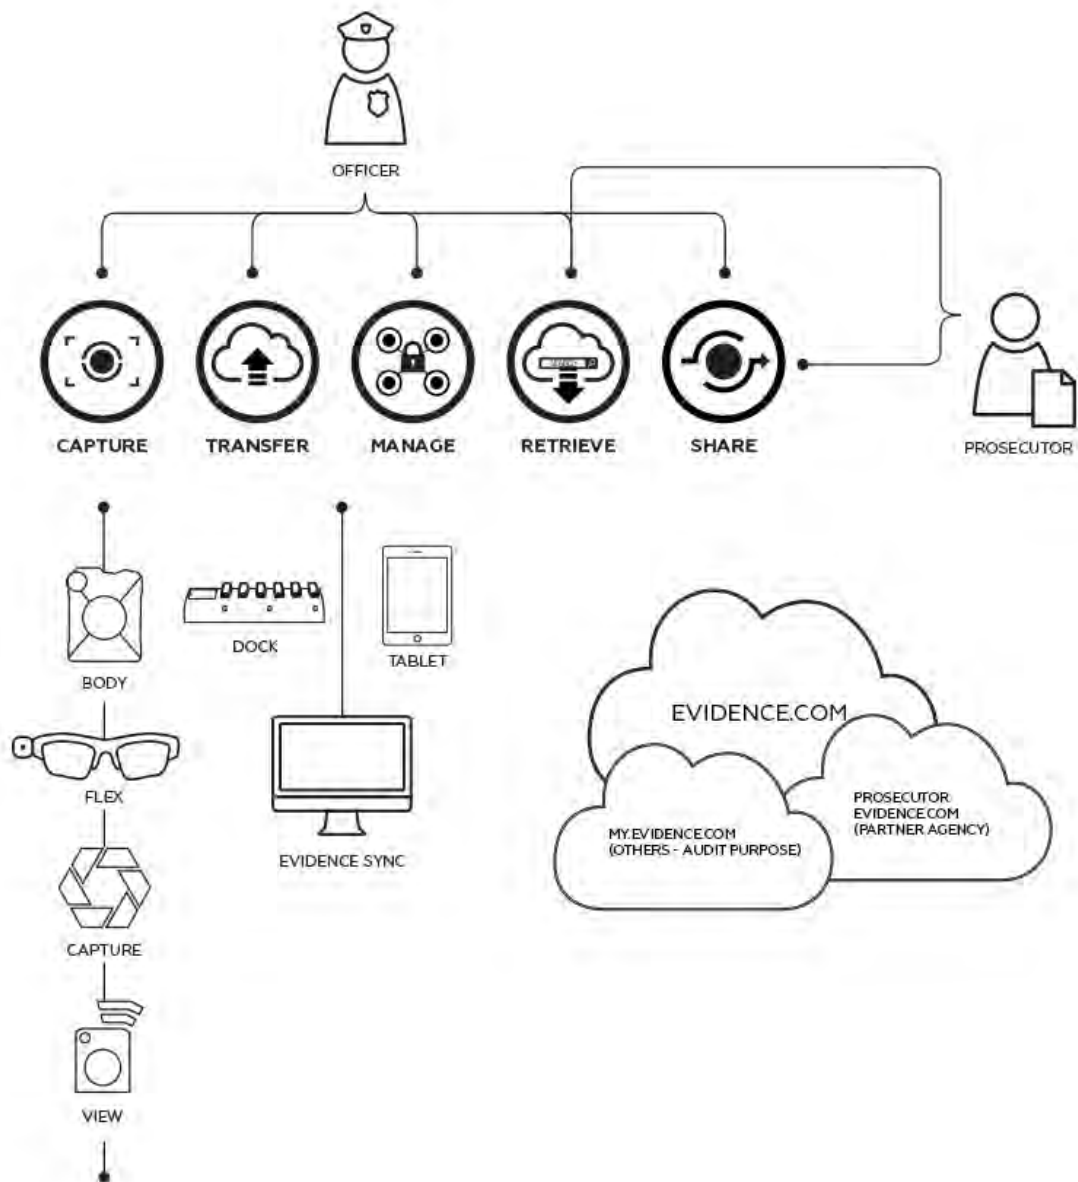 OFFICER
CAPTURE
TRANSFER
MANAGE
RETRIEVE
SHARE
PROSECUTOR
BODY
DOCK
TABLET
FLEX
EVIDENCE SYNC
CAPTURE
VIEW
EVIDENCE.COM
MY.EVIDENCE.COM
(OTHERS - AUDIT PURPOSE)
PROSECUTOR
EVIDENCE.COM
(PARTNER AGENCY)